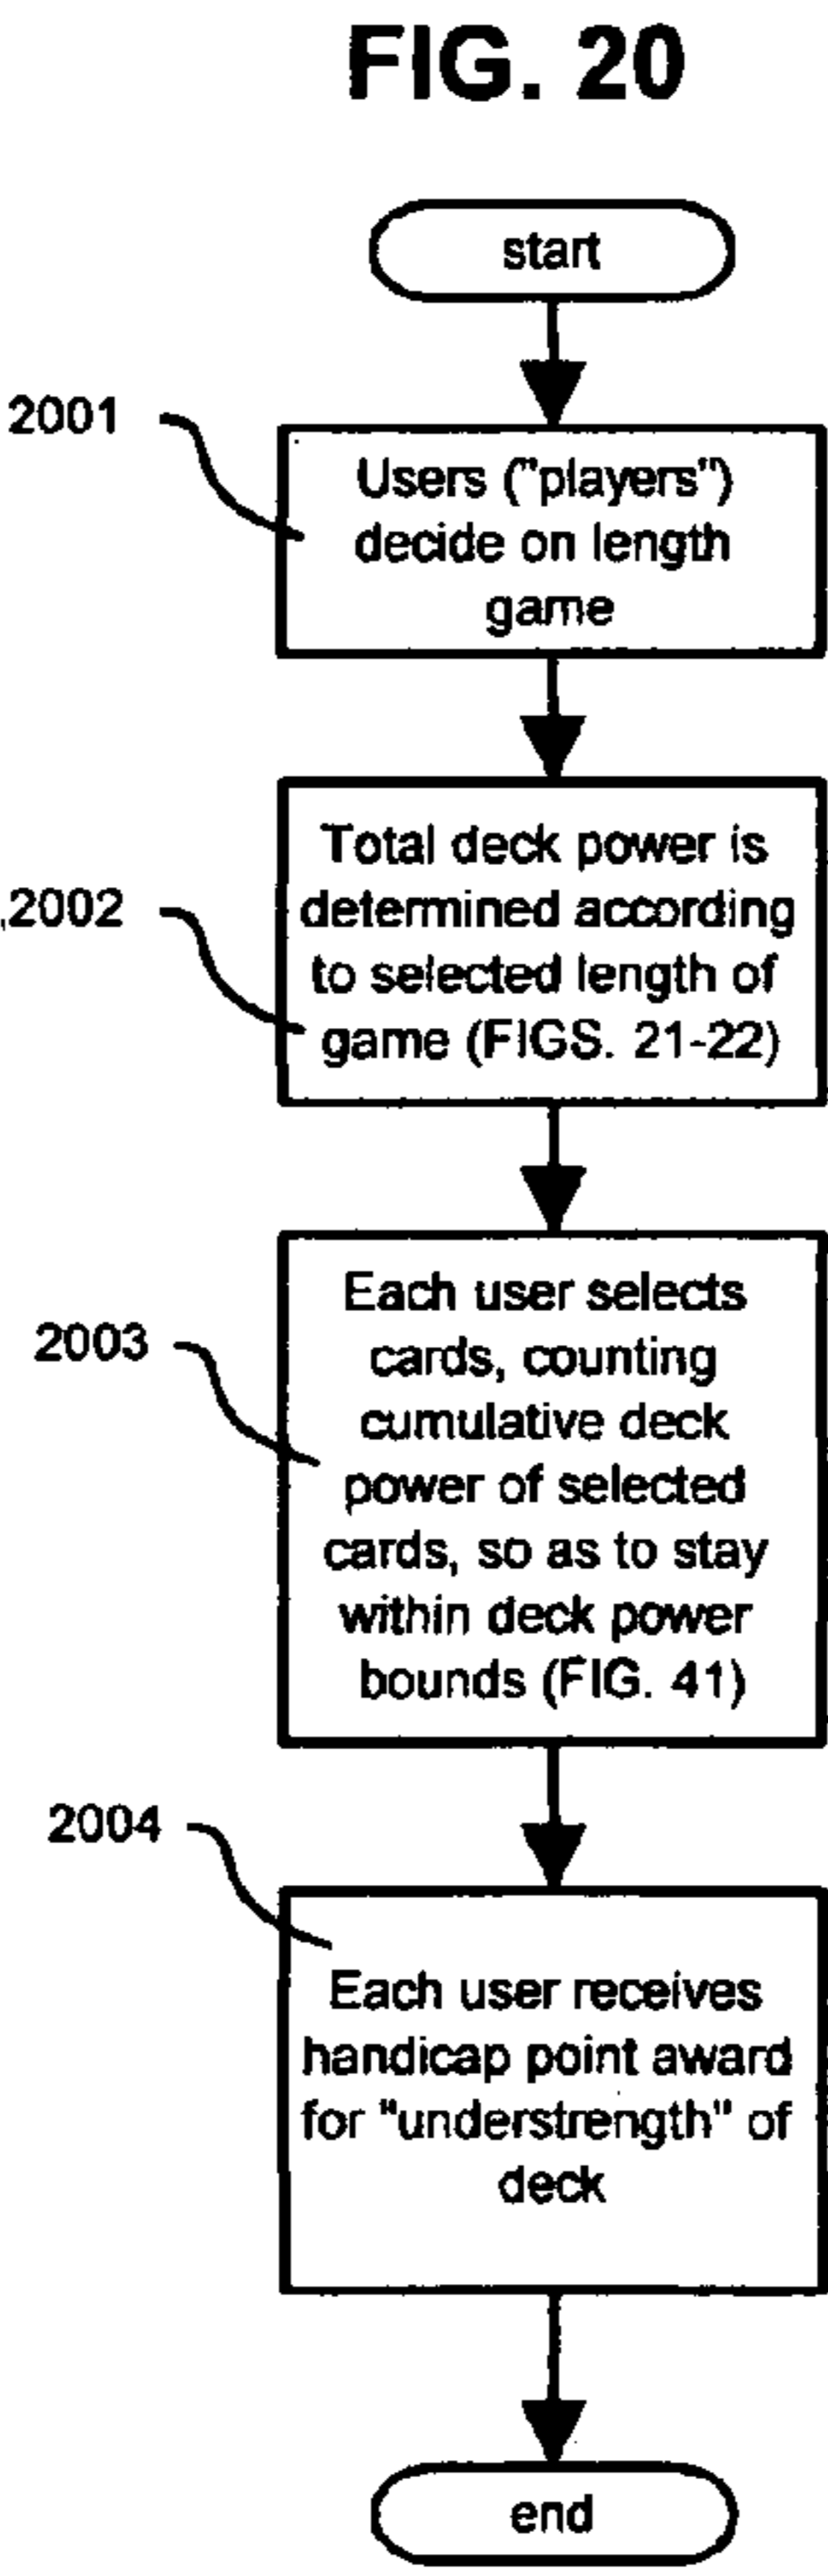 FIG. 20
start
2001
Users ("players")
decide on length
game
,2002
Total deck power is
determined according
to selected length of
game (FIGS. 21-22)
2003
Each user selects
cards, counting
cumulative deck
power of selected
cards, so as to stay
within deck power
bounds (FIG. 41)
2004
Each user receives
handicap point award
for "understrength" of
deck
end